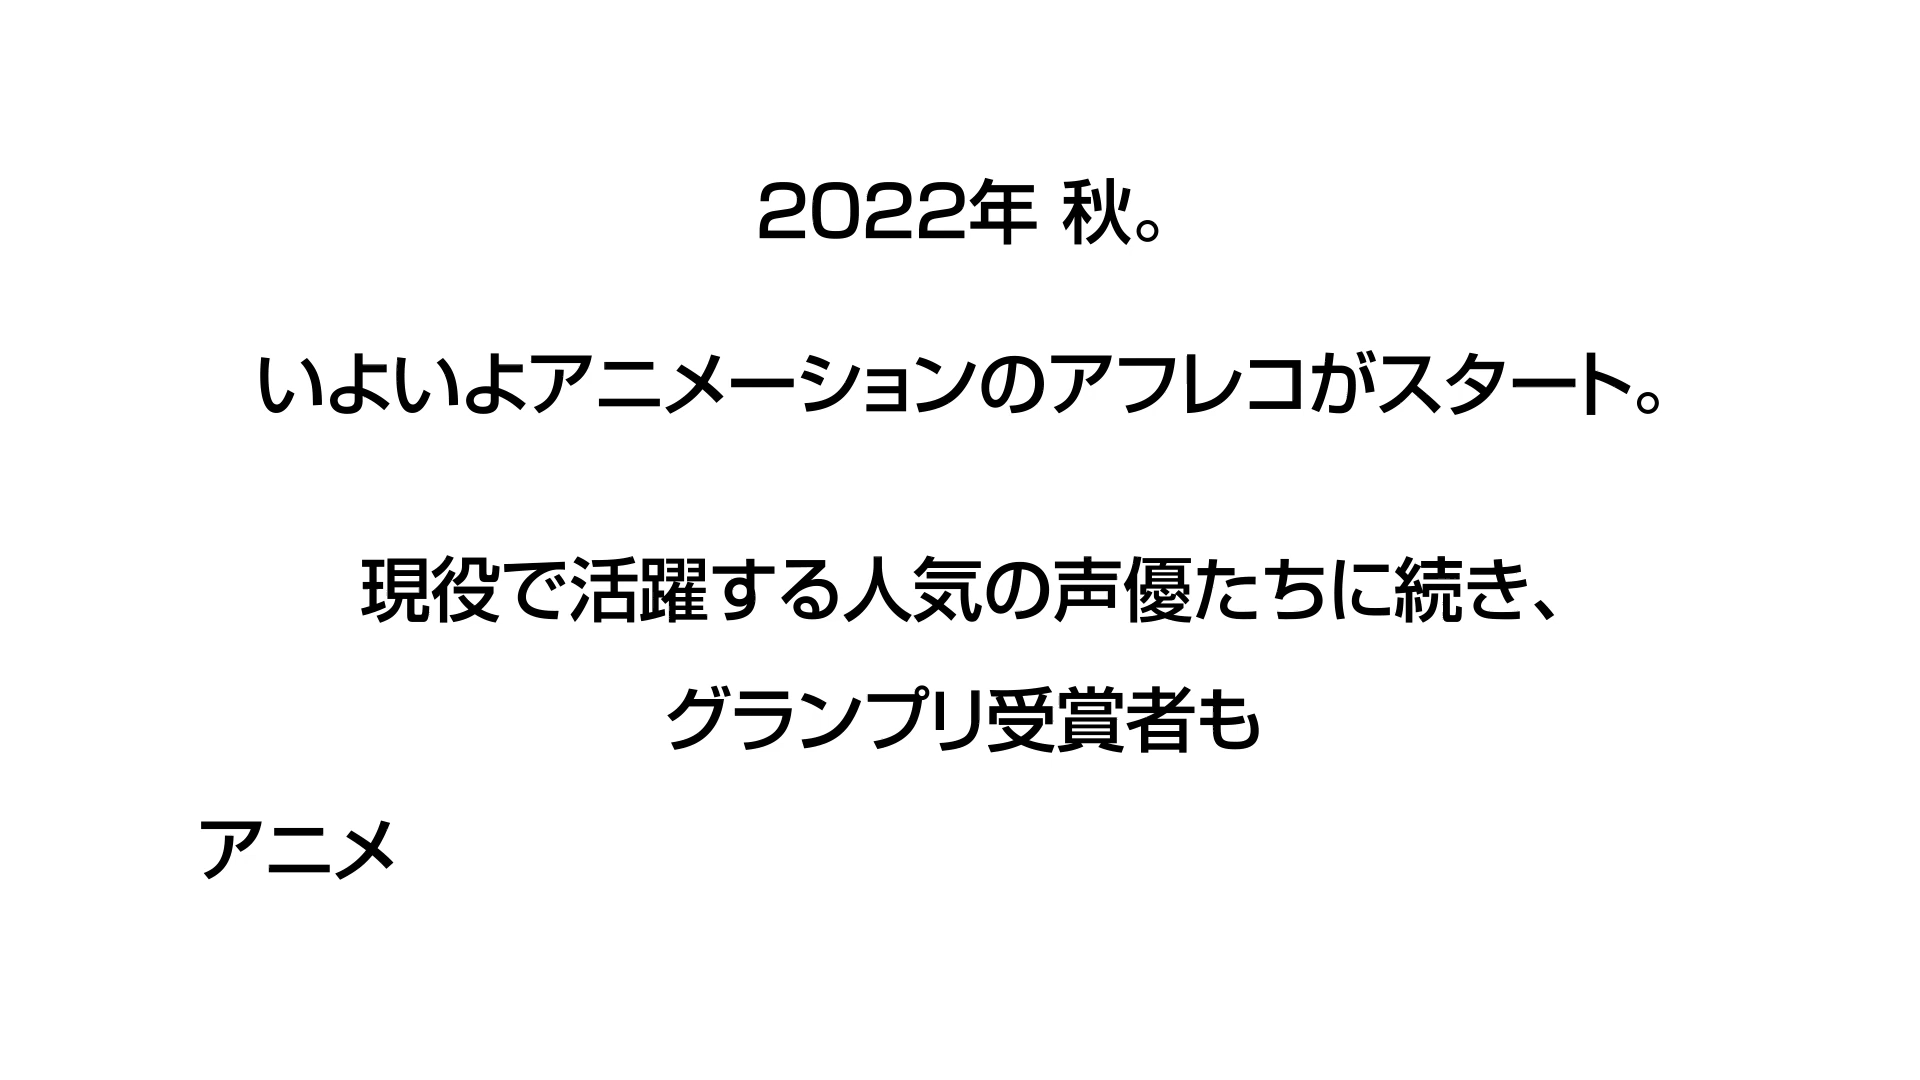 2022年 秋。
いよいよアニメーションのアフレコがスタート。
現役で活躍する人気の声優たちに続き、
グランプリ受賞者も
アニメ